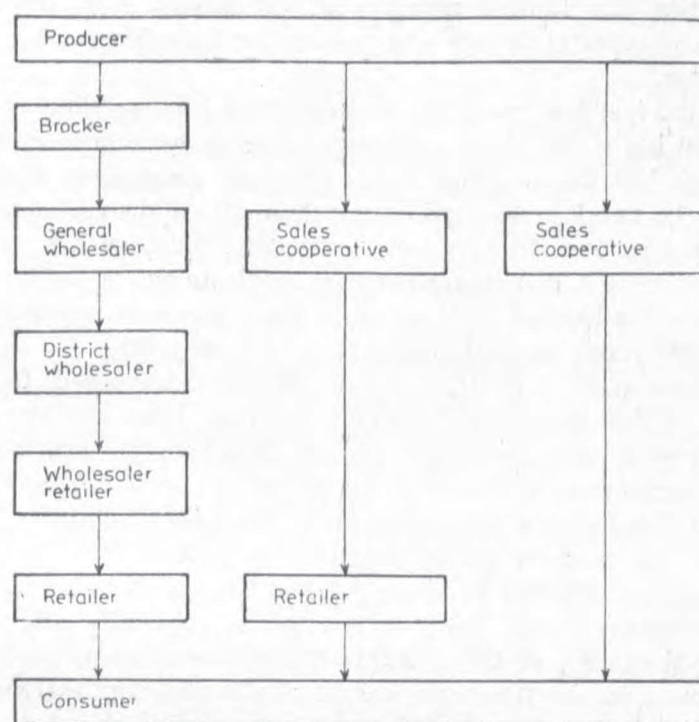 Producer
Brocker
General
wholesaler
Sales
cooperative
Sales
cooperative
District
wholesaler
Wholesaler
retailer
Retailer
Retailer
Consumer